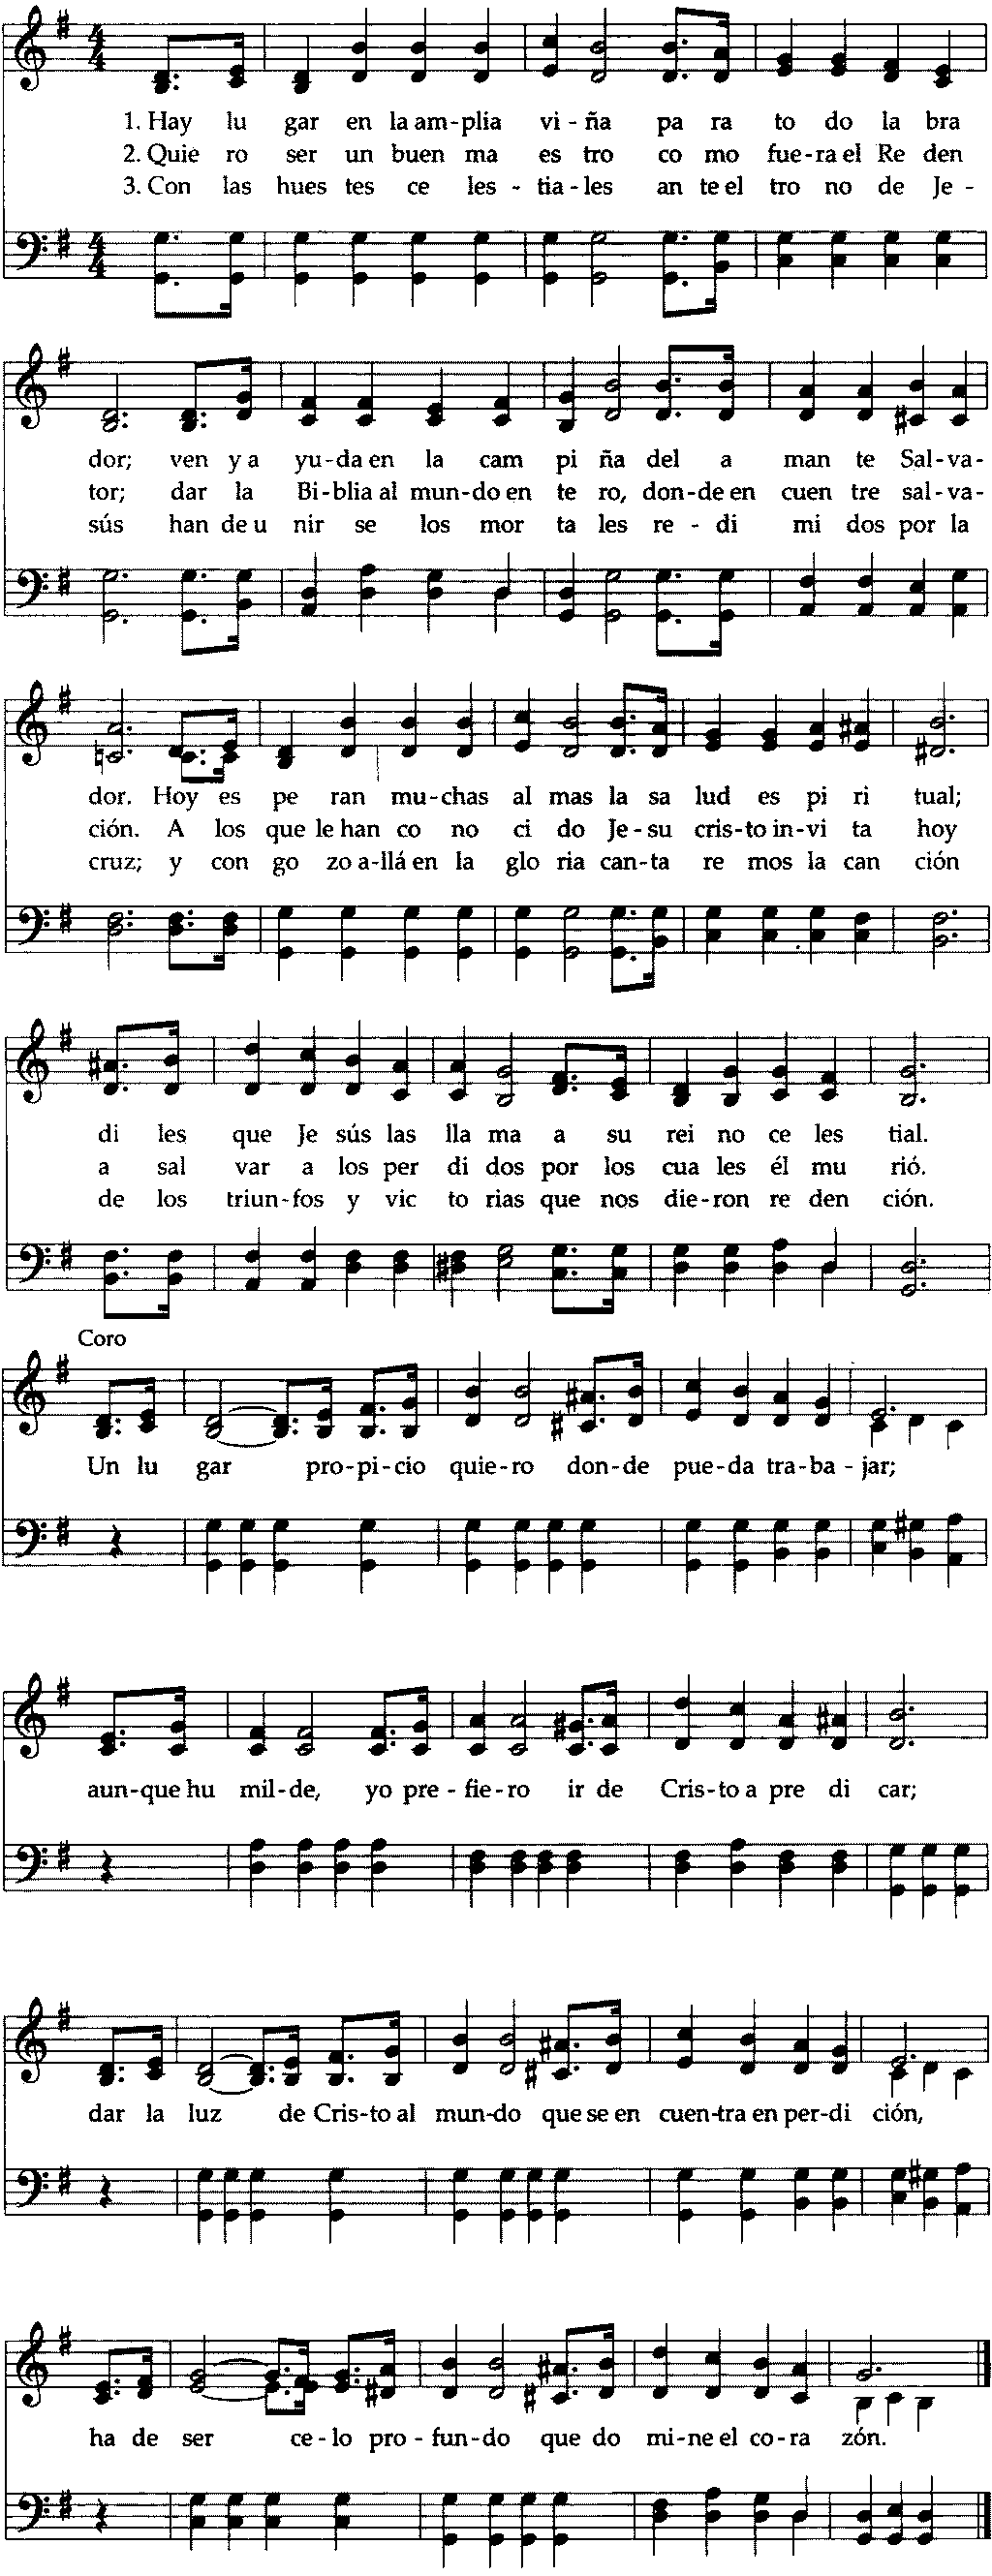 1. Hay lu gar en la am-plia vi - ña pa ra to do la bra
2. Quie ro ser un buen ma es tro co mo fue-ra el Re den
3. Con las hues tes ce les - tia - les an te el tro no de Je -
dor; ven y a yu-da en la cam pi ña del a man te Sal-va-
tor; dar la Bi-blia al mun-do en te ro, don-de en cuen tre sal-va-
sús han de u nir se los mor ta les re - di mi dos por la
dor. Hoy es pe ran mu-chas al mas la sa lud es pi ri tual;
ción. A los que le han co no ci do Je-su cris-to in-vi ta hoy
cruz; y con go zo a-llá en la glo ria can-ta re mos la can ción
di les que Je sús las lla ma a su rei no ce les tial.
a sal var a los per di dos por los cua les él mu rió.
de los triun-fos y vic to rias que nos die-ron re den ción.
Coro
Un lu gar pro-pi-cio quie-ro don-de pue-da tra-ba-jar;
aun-que hu mil-de, yo pre - fie-ro ir de Cris-to a pre di car;
dar la luz de Cris-to al mun-do que se en cuen-tra en per-di ción,
ha de ser ce-lo pro - fun-do que do mi-ne el co-ra zón.